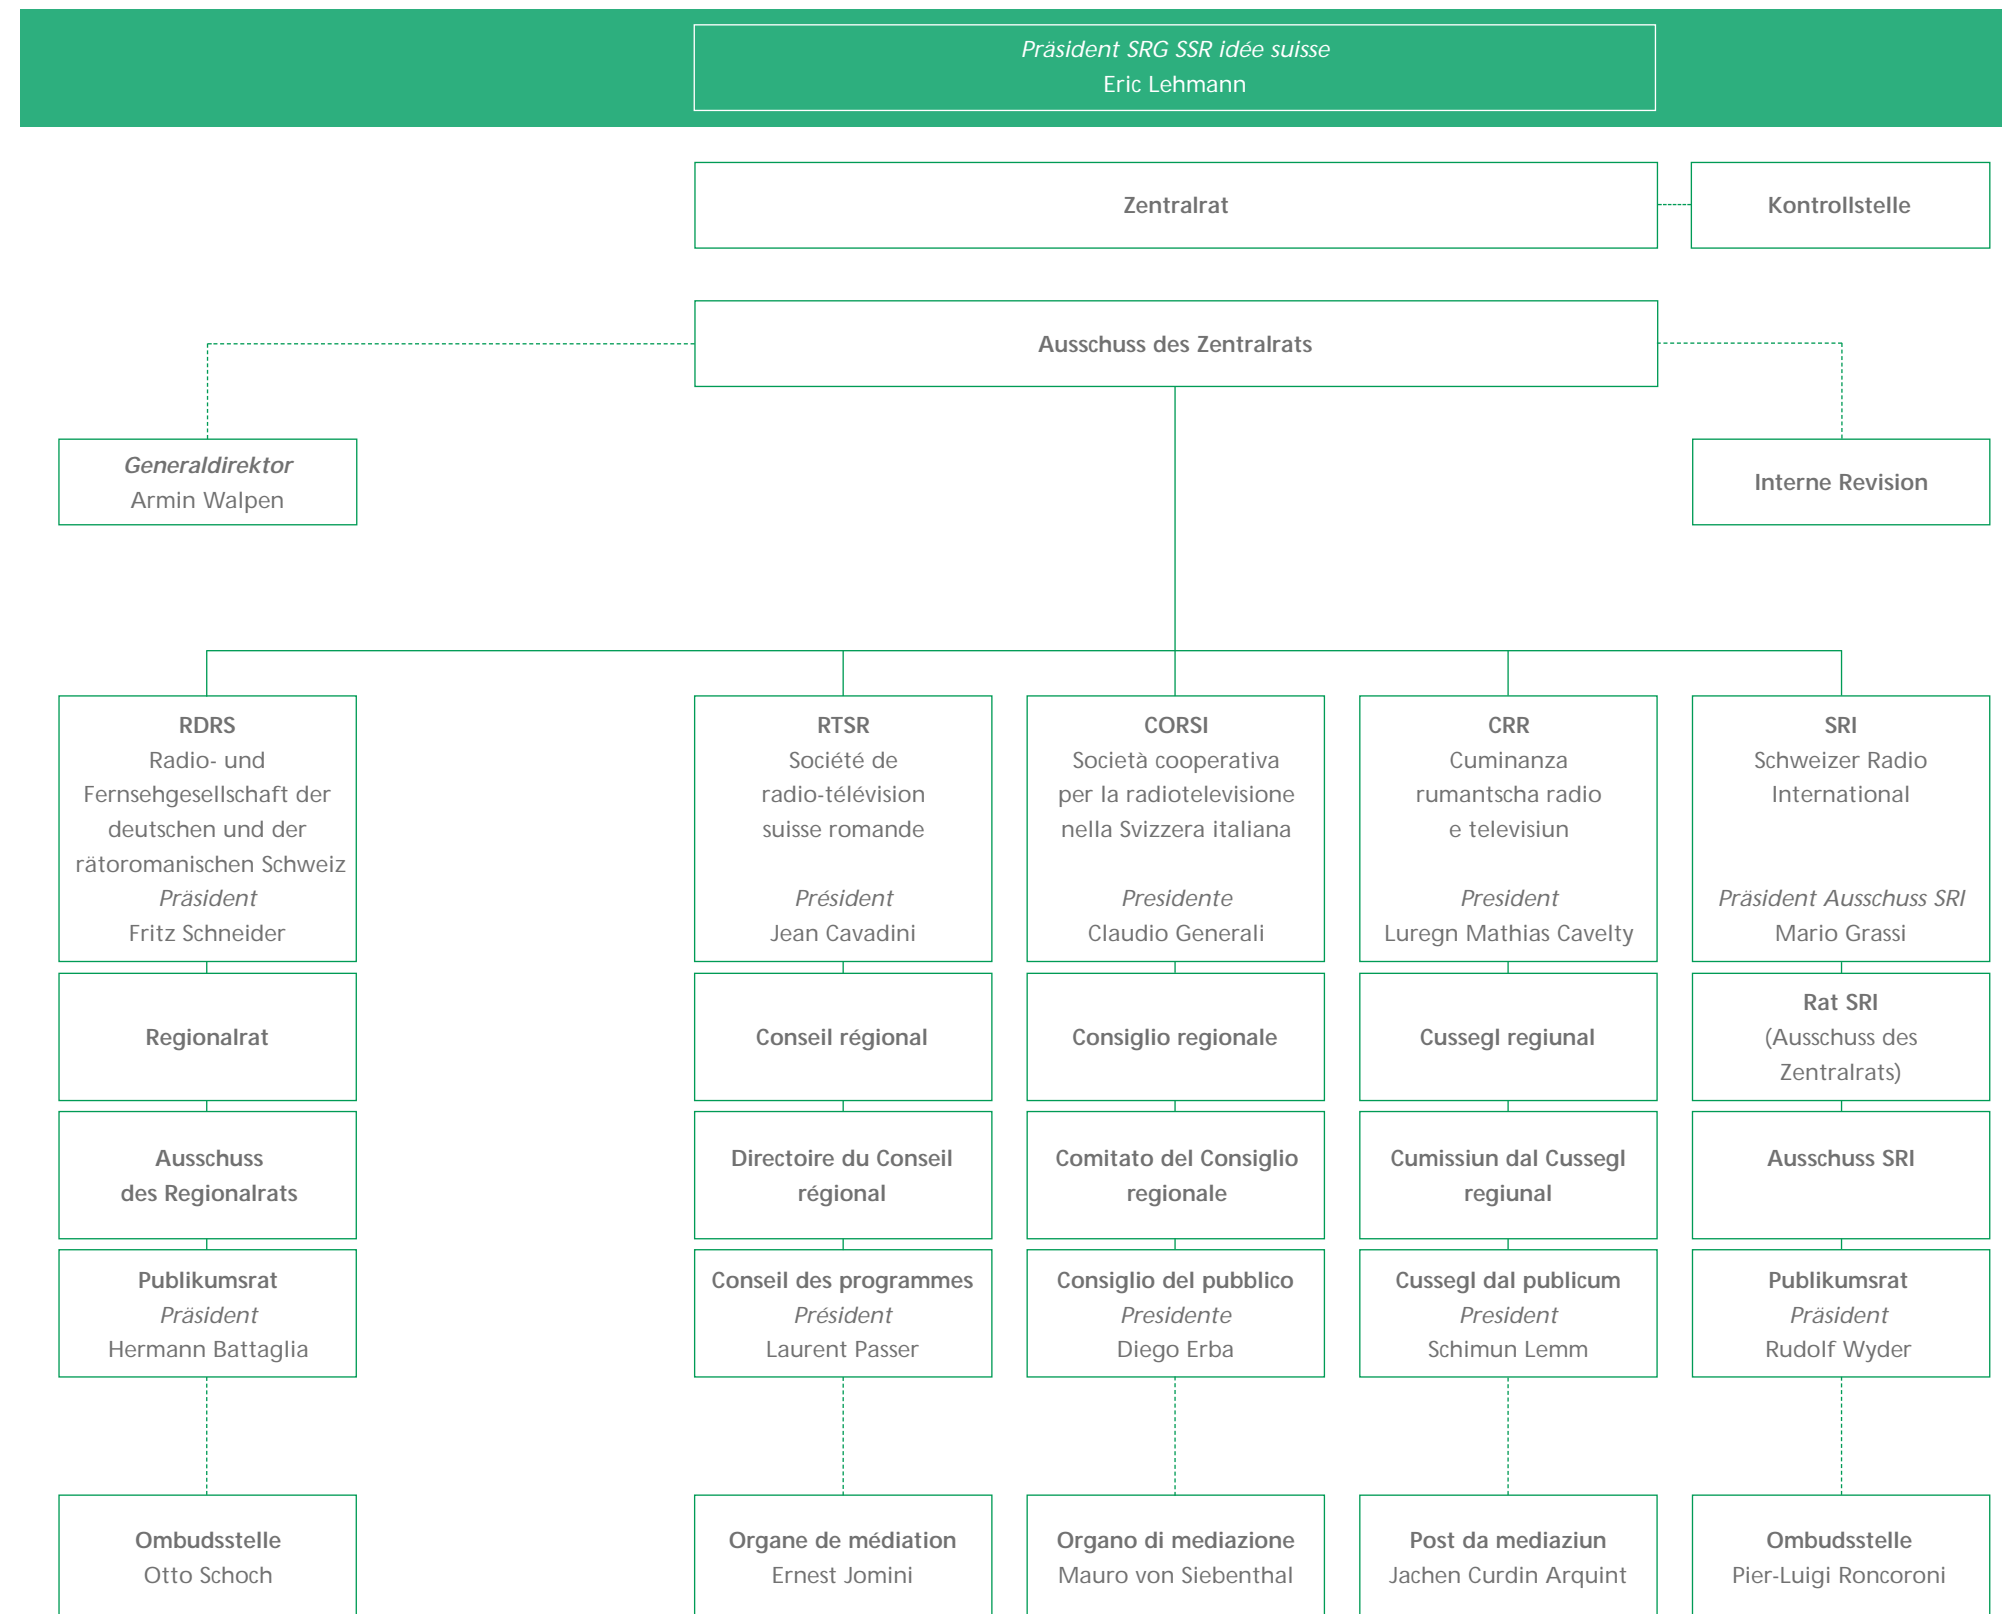 Präsident SRG SSR idée suisse
Eric Lehmann
Zentralrat
Kontrollstelle
Ausschuss des Zentralrats
Generaldirektor
Armin Walpen
Interne Revision
RDRS
Radio- und
Fernsehgesellschaft der
deutschen und der
rätoromanischen Schweiz
Präsident
Fritz Schneider
RTSR
Société de
radio-télévision
suisse romande
Président
Jean Cavadini
CORSI
Società cooperativa
per la radiotelevisione
nella Svizzera italiana
Presidente
Claudio Generali
CRR
Cuminanza
rumantscha radio
e televisiun
President
Luregn Mathias Cavelty
SRI
Schweizer Radio
International
Präsident Ausschuss SRI
Mario Grassi
Regionalrat
Conseil régional
Consiglio regionale
Cussegl regiunal
Rat SRI
(Ausschuss des
Zentralrats)
Ausschuss
des Regionalrats
Directoire du Conseil
régional
Comitato del Consiglio
regionale
Cumissiun dal Cussegl
regiunal
Ausschuss SRI
Publikumsrat
Präsident
Hermann Battaglia
Conseil des programmes
Président
Laurent Passer
Consiglio del pubblico
Presidente
Diego Erba
Cussegl dal publicum
President
Schimun Lemm
Publikumsrat
Präsident
Rudolf Wyder
Ombudsstelle
Otto Schoch
Organe de médiation
Ernest Jomini
Organo di mediazione
Mauro von Siebenthal
Post da mediaziun
Jachen Curdin Arquint
Ombudsstelle
Pier-Luigi Roncoroni